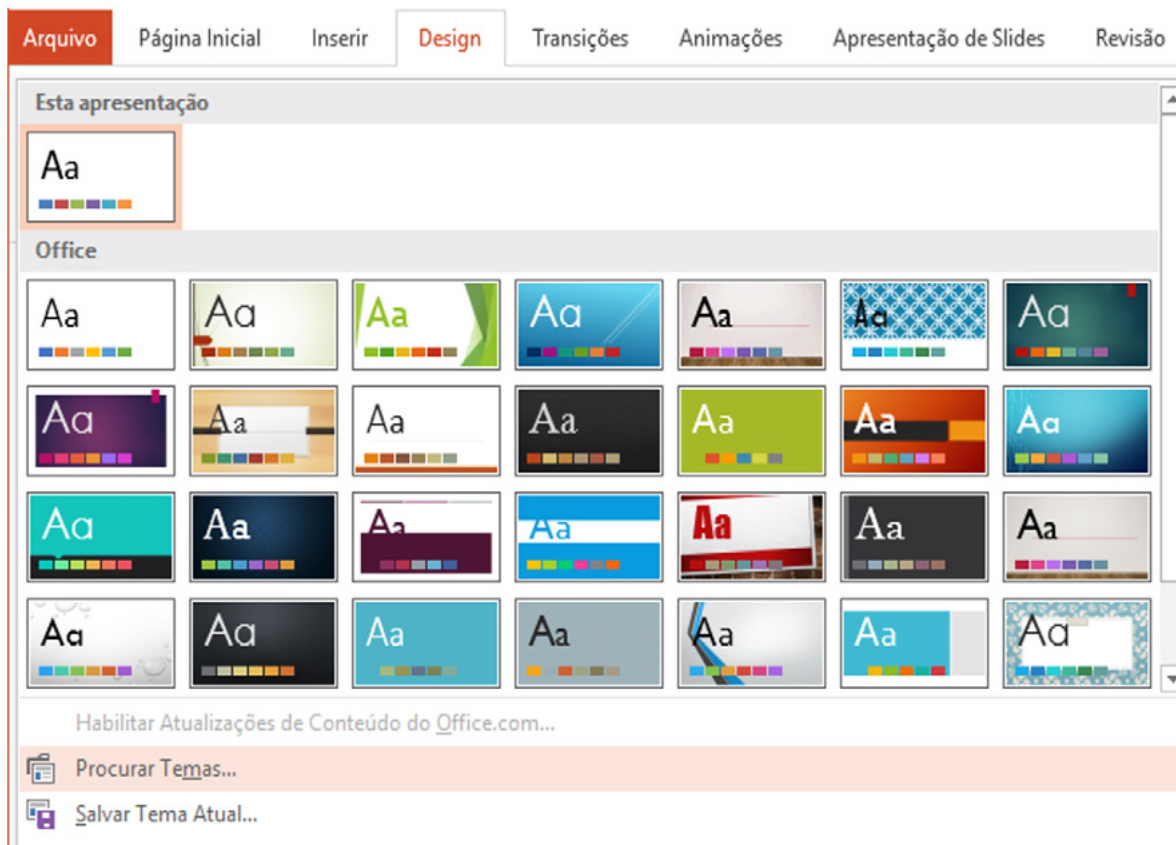 Arquivo Página Inicial Inserir Design Transições Animações Apresentação de Slides Revisão
Esta apresentação
Aa
Office
Aa Aa Aa Aa Aa Aa Aa
Aa Aa Aa Aa Aa Aa Aa
Aa Aa Aa Aa Aa Aa Aa
Aa Aa Aa Aa Aa Aa Aa
Habilitar Atualizações de Conteúdo do Office.com...
Procurar Temas...
Salvar Tema Atual...